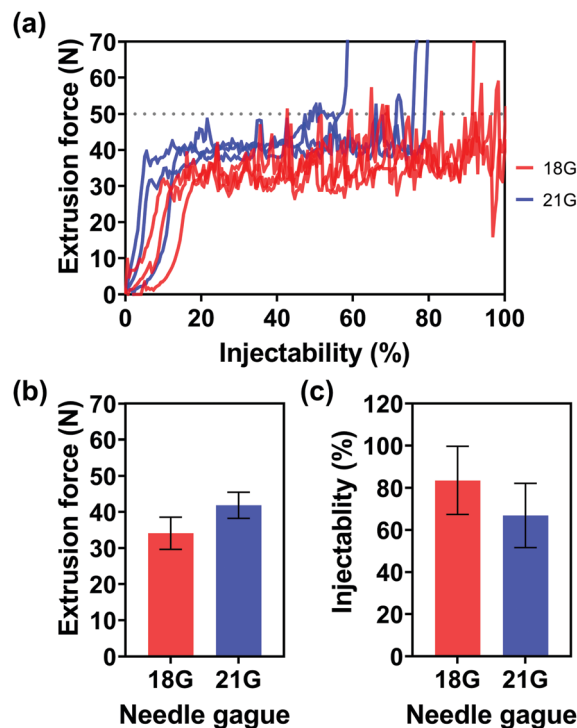 (a)
Extrusion force (N)
70
60
50
40
30
20
10
0
0 20 40 60 80 100
Injectability (%)
18G
21G
(b)
Extrusion force (N)
70
60
50
40
30
20
10
0
18G 21G
Needle gague
(c)
Injectablity (%)
120
100
80
60
40
20
0
18G 21G
Needle gague